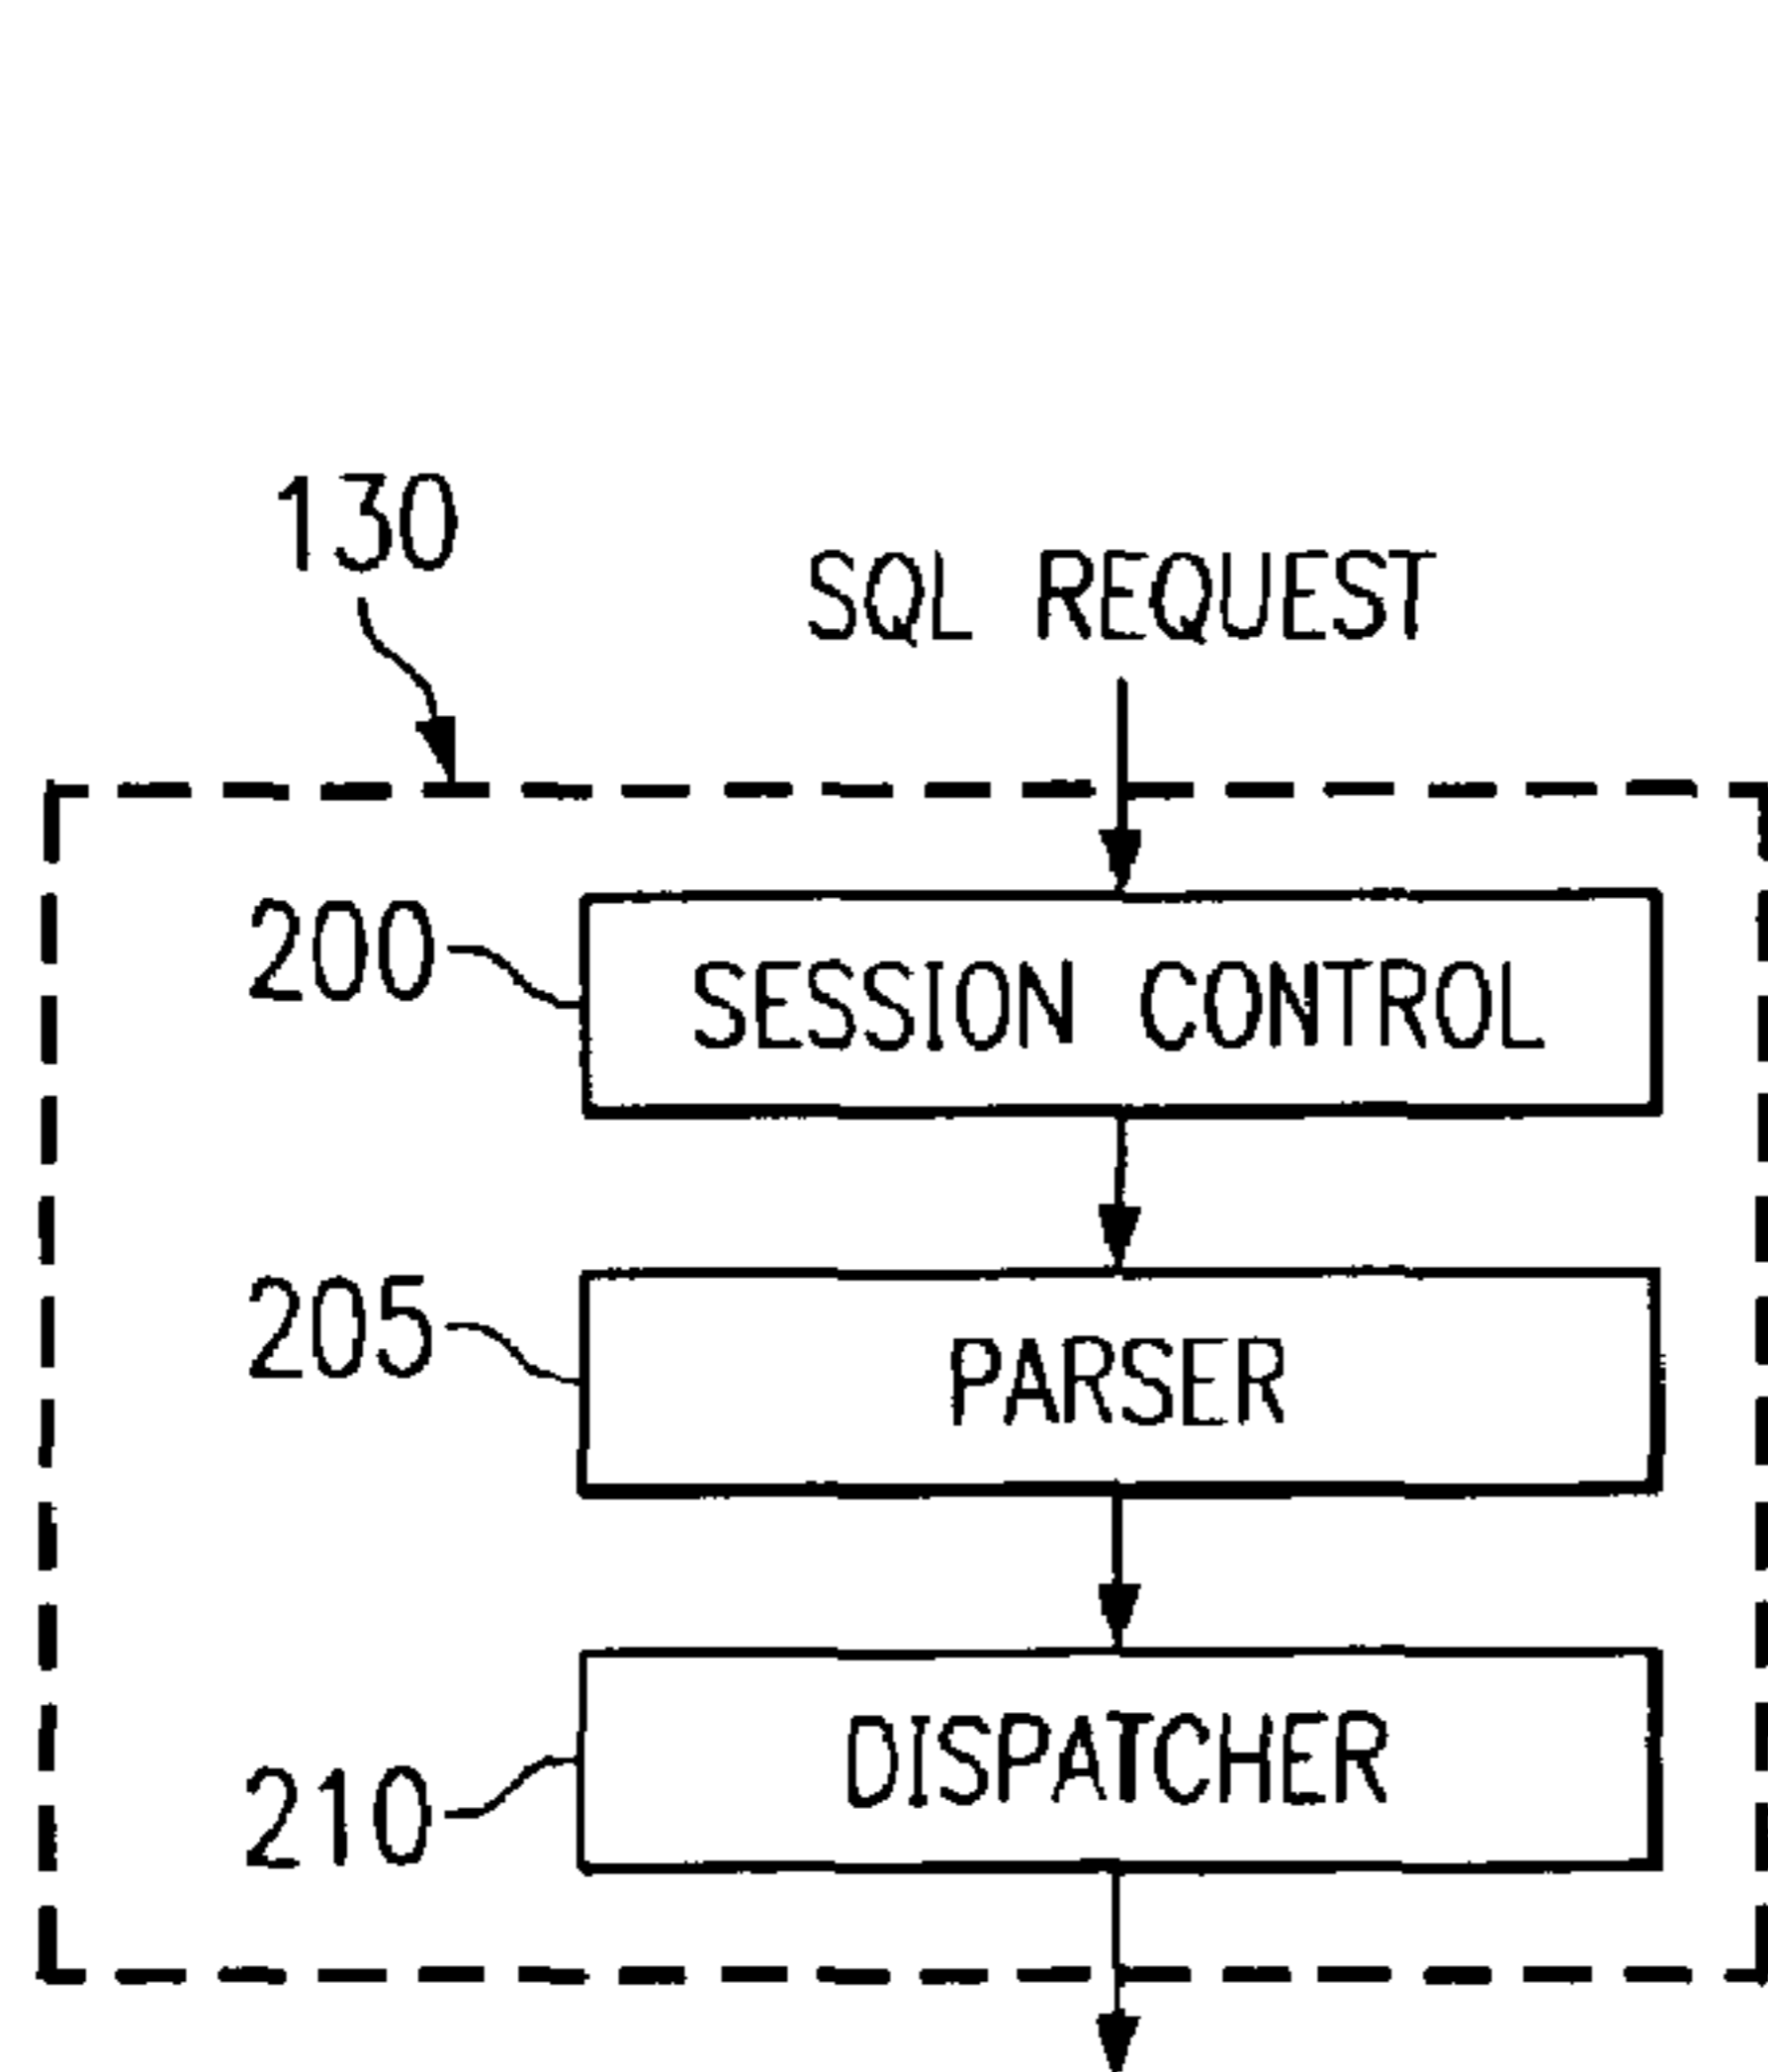 130
SQL REQUEST
200
SESSION CONTROL
205
PARSER
DISPATCHER
210